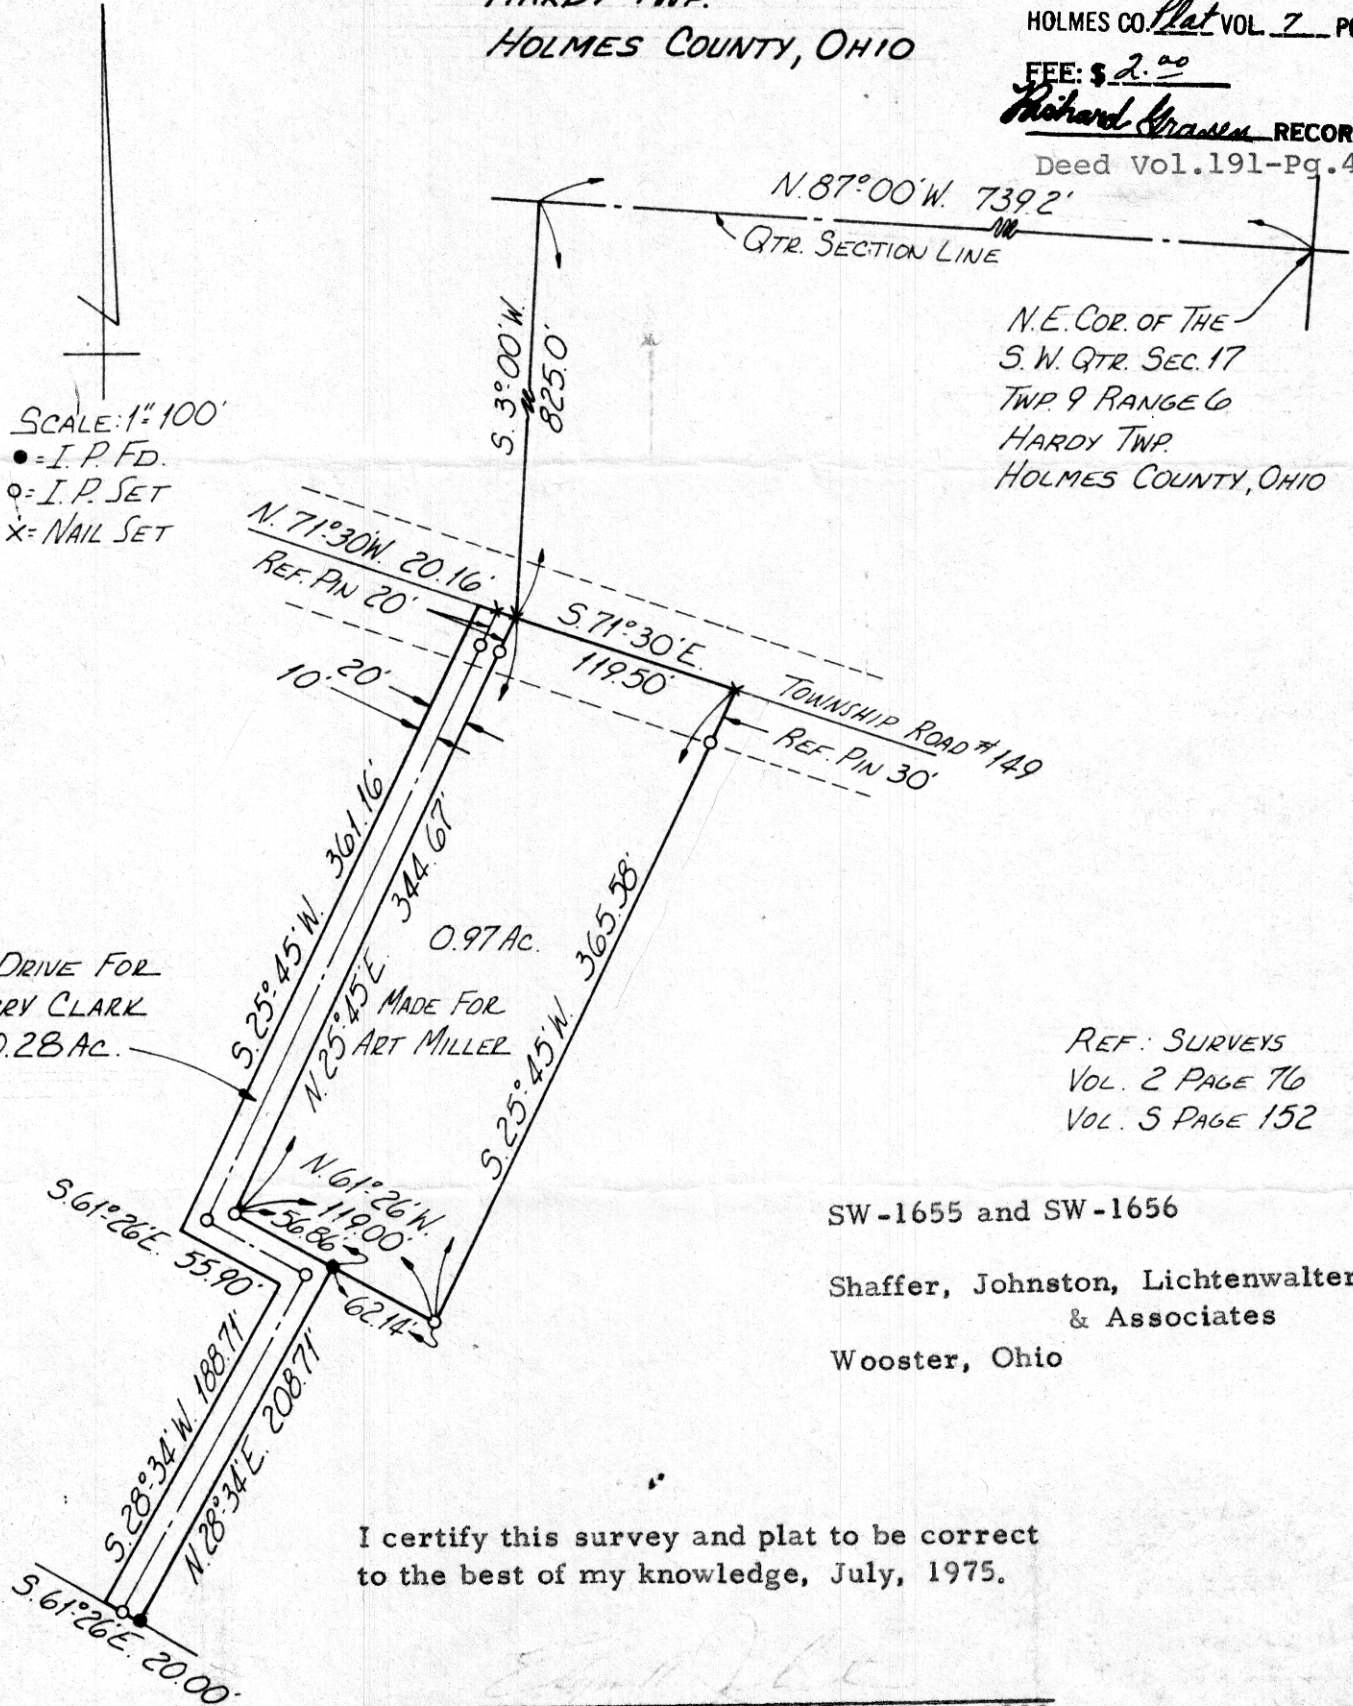 HARDY TWP.
HOLMES COUNTY, OHIO
HOLMES CO. Plat VOL. 7 PG
FEE: $ 2.00
Richard Graven RECOR
Deed Vol.191-Pg.4
N. 87°00' W. 739.2'
QTR. SECTION LINE
S. 3°00' W.
825.0'
N.E. COR. OF THE
S. W. QTR. SEC. 17
TWP. 9 RANGE 6
HARDY TWP.
HOLMES COUNTY, OHIO
SCALE: 1"=100'
●=I. P. FD.
o=I. P. SET
x=NAIL SET
N. 71°30'W. 20.16'
REF. PIN 20'
S. 71°30'E.
119.50'
10' 20'
TOWNSHIP ROAD #149
REF. PIN 30'
S. 25°-45' W. 361.16'
N. 25°45'E. 344.67'
0.97 AC.
MADE FOR
ART MILLER
S. 25°-45' W. 365.58'
DRIVE FOR
RY CLARK
0.28 AC.
REF: SURVEYS
VOL. 2 PAGE 76
VOL. S PAGE 152
N. 61°-26' W.
119.00'
56.86'
62.14'
S. 61°-26'E. 55.90'
SW-1655 and SW-1656
Shaffer, Johnston, Lichtenwalter
& Associates
Wooster, Ohio
S. 28°-34' W. 188.71'
N. 28°-34'E. 208.71'
S. 61°-26'E. 20.00'
I certify this survey and plat to be correct
to the best of my knowledge, July, 1975.